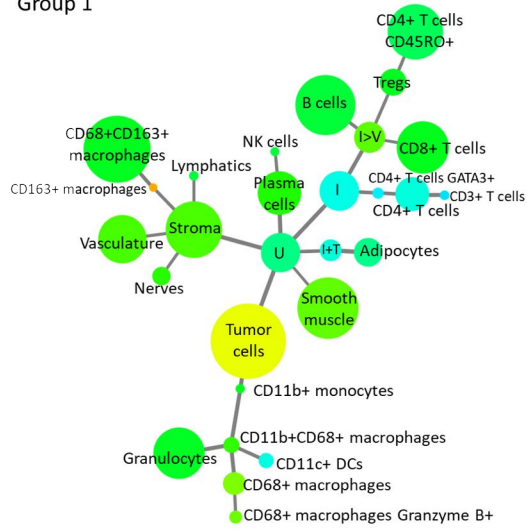 Group 1
CD4+ T cells
CD45RO+
Tregs
B cells
I>V
CD8+ T cells
CD68+CD163+
macrophages
NK cells
Lymphatics
CD163+ macrophages
Plasma
cells
I
CD4+ T cells GATA3+
CD3+ T cells
CD4+ T cells
Stroma
Vasculature
U
I+T
Adipocytes
Nerves
Smooth
muscle
Tumor
cells
CD11b+ monocytes
CD11b+CD68+ macrophages
Granulocytes
CD11c+ DCs
CD68+ macrophages
CD68+ macrophages Granzyme B+